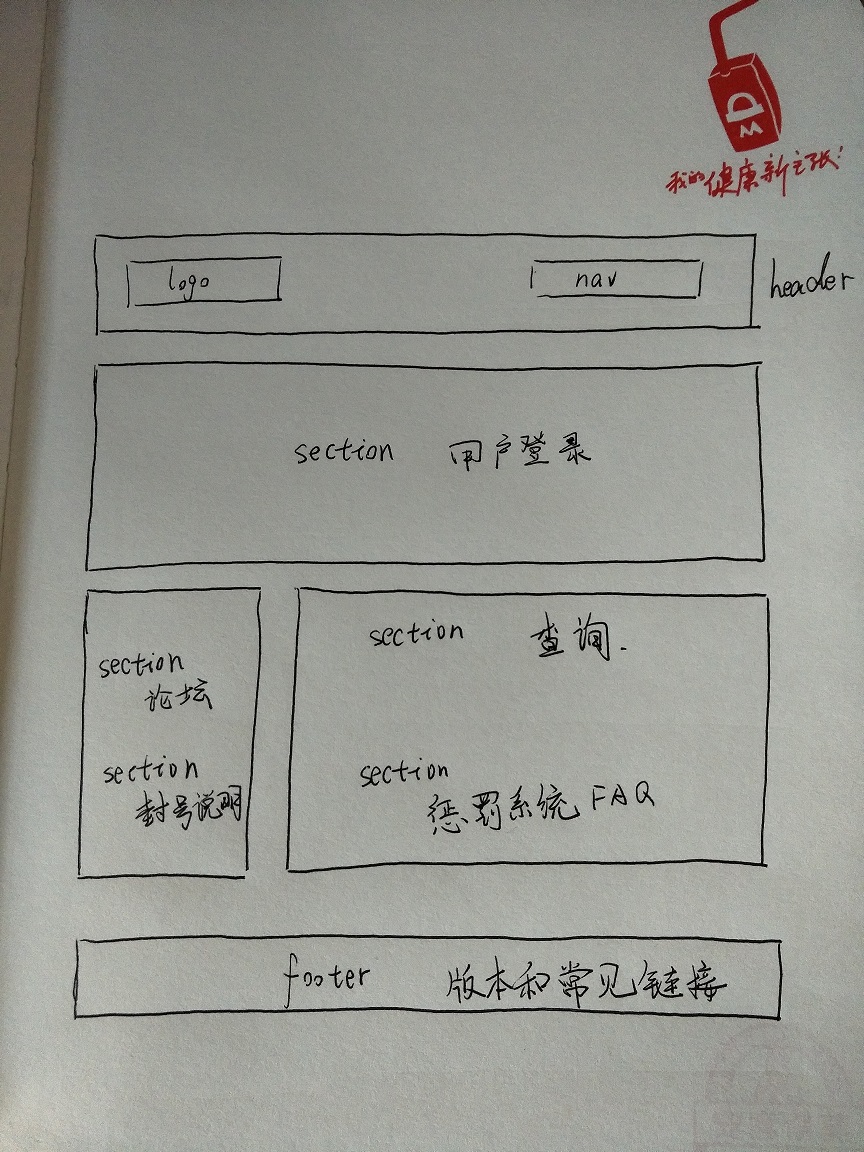 我的健康新主张!
logo
nav
header
section 用户登录
section
论坛
section
封号说明
section 查询.
section
惩罚系统 FAQ
footer 版本和常见链接